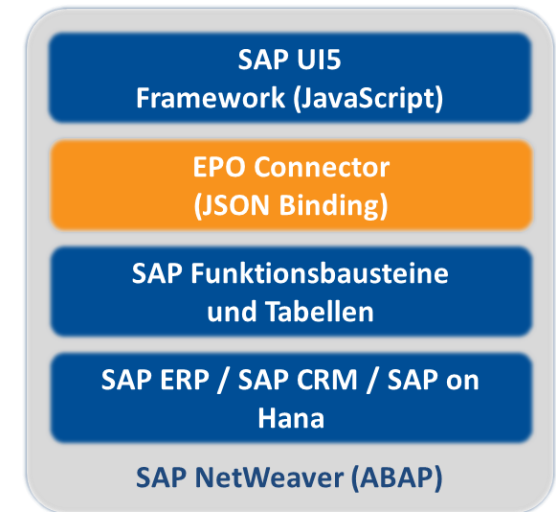 SAP UI5
Framework (JavaScript)
EPO Connector
(JSON Binding)
SAP Funktionsbausteine
und Tabellen
SAP ERP / SAP CRM / SAP on
Hana
SAP NetWeaver (ABAP)